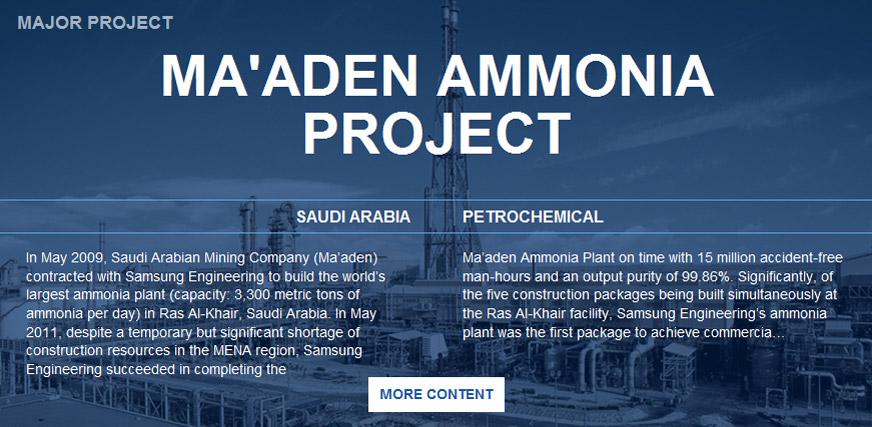 MAJOR PROJECT
MA'ADEN AMMONIA
PROJECT
SAUDI ARABIA
PETROCHEMICAL
In May 2009, Saudi Arabian Mining Company (Ma'aden)
contracted with Samsung Engineering to build the world's
largest ammonia plant (capacity: 3,300 metric tons of
ammonia per day) in Ras Al-Khair, Saudi Arabia. In May
2011, despite a temporary but significant shortage of
construction resources in the MENA region, Samsung
Engineering succeeded in completing the
Ma'aden Ammonia Plant on time with 15 million accident-free
man-hours and an output purity of 99.86%. Significantly, of
the five construction packages being built simultaneously at
the Ras Al-Khair facility, Samsung Engineering's ammonia
plant was the first package to achieve commercia…
MORE CONTENT